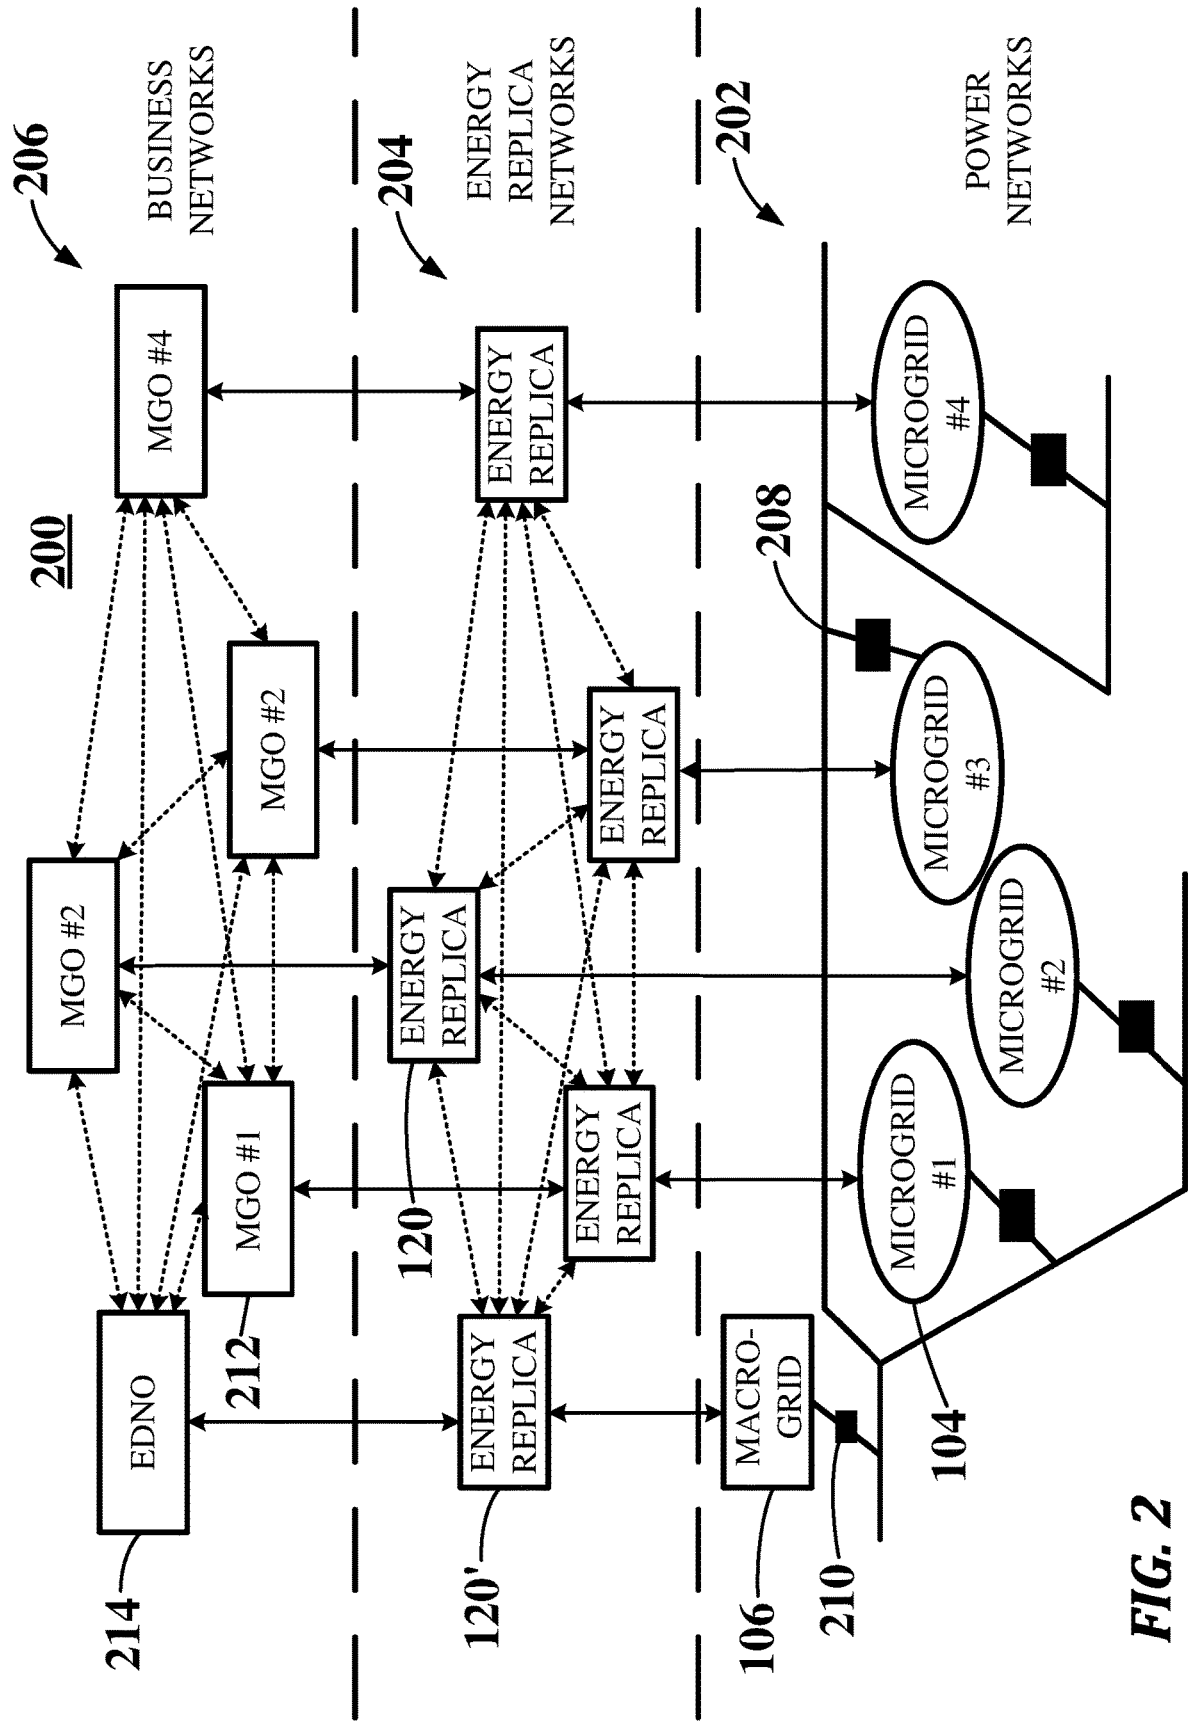 200
206
BUSINESS
NETWORKS
MGO #2
MGO #4
EDNO
MGO #1
MGO #2
214
212
204
ENERGY
REPLICA
NETWORKS
ENERGY
REPLICA
ENERGY
REPLICA
ENERGY
REPLICA
ENERGY
REPLICA
ENERGY
REPLICA
120
120'
202
POWER
NETWORKS
208
MACRO-
GRID
MICROGRID
#1
MICROGRID
#2
MICROGRID
#3
MICROGRID
#4
106
210
104
FIG. 2